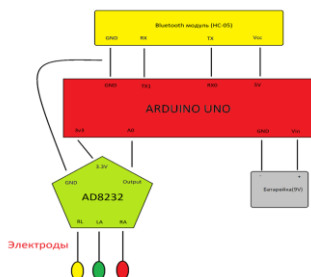 Bluetooth модуль (HC-05)
GND RX TX Vcc
GND TX1 RX0 5V
ARDUINO UNO
3v3 A0 GND Vin
3.3V
GND Output
- +
Батарейка(9V)
AD8232
RL LA RA
Электроды